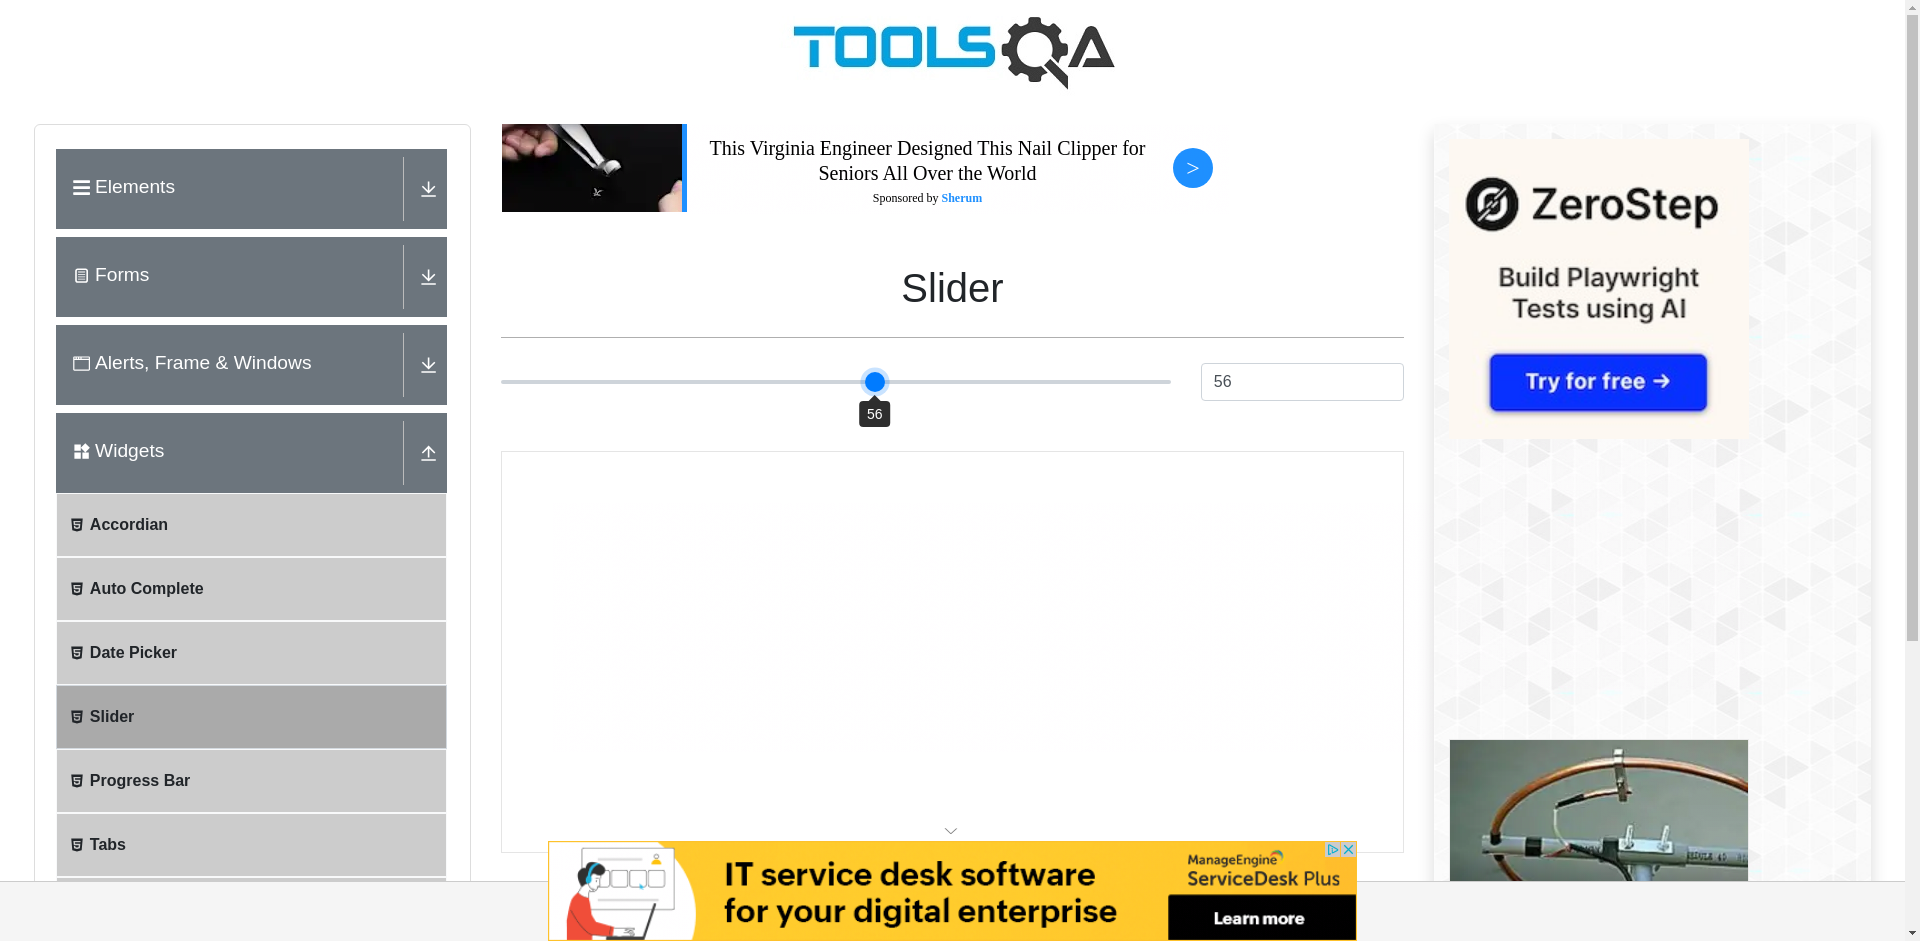 TOOLSQA
Elements
Forms
Alerts, Frame & Windows
Widgets
Accordian
Auto Complete
Date Picker
Slider
Progress Bar
Tabs
This Virginia Engineer Designed This Nail Clipper for
Seniors All Over the World
Sponsored by Sherum
>
Slider
56
56
ZeroStep
Build Playwright
Tests using AI
Try for free →
IT service desk software
for your digital enterprise
ManageEngine
ServiceDesk Plus
Learn more